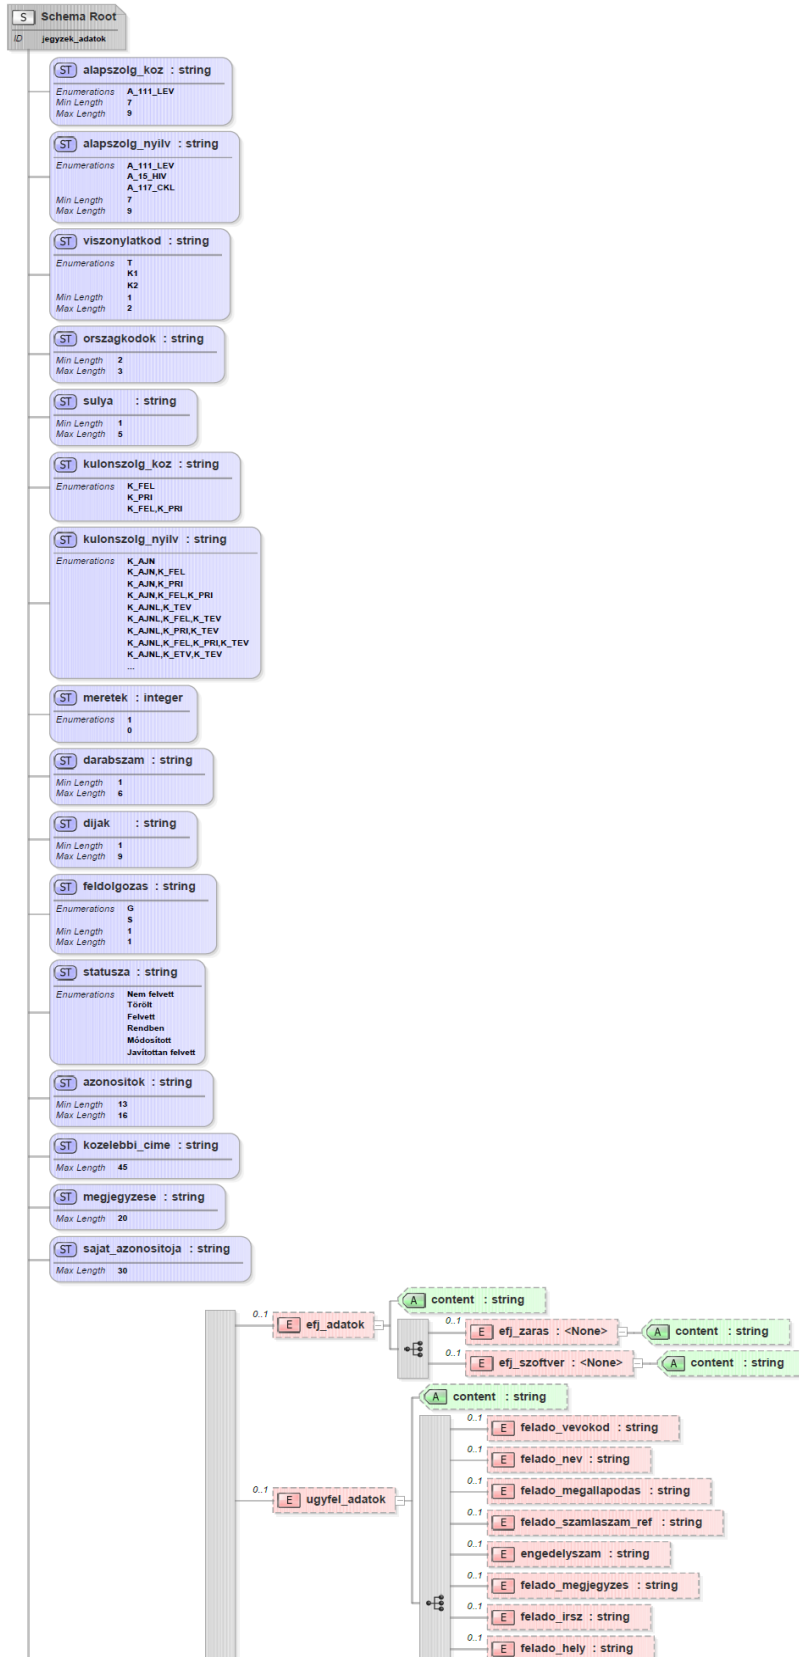 S Schema Root
ID jegyzek_adatok
ST alapszolg_koz : string
Enumerations A_111_LEV
Min Length 7
Max Length 9
ST alapszolg_nyilv : string
Enumerations A_111_LEV
A_15_HIV
A_117_CKL
Min Length 7
Max Length 9
ST viszonylatkod : string
Enumerations T
K1
K2
Min Length 1
Max Length 2
ST orszagkodok : string
Min Length 2
Max Length 3
ST sulya : string
Min Length 1
Max Length 5
ST kulonszolg_koz : string
Enumerations K_FEL
K_PRI
K_FEL,K_PRI
ST kulonszolg_nyilv : string
Enumerations K_AJN
K_AJN,K_FEL
K_AJN,K_PRI
K_AJN,K_FEL,K_PRI
K_AJNL,K_TEV
K_AJNL,K_FEL,K_TEV
K_AJNL,K_PRI,K_TEV
K_AJNL,K_FEL,K_PRI,K_TEV
K_AJNL,K_ETV,K_TEV
...
ST meretek : integer
Enumerations 1
0
ST darabszam : string
Min Length 1
Max Length 6
ST dijak : string
Min Length 1
Max Length 9
ST feldolgozas : string
Enumerations G
S
Min Length 1
Max Length 1
ST statusza : string
Enumerations Nem felvett
Törölt
Felvett
Rendben
Módosított
Javítottan felvett
ST azonositok : string
Min Length 13
Max Length 16
ST kozelebbi_cime : string
Max Length 45
ST megjegyzese : string
Max Length 20
ST sajat_azonositoja : string
Max Length 30
A content : string
0..1 E efj_adatok
0..1 E efj_zaras : <None> A content : string
0..1 E efj_szoftver : <None> A content : string
A content : string
0..1 E felado_vevokod : string
0..1 E felado_nev : string
0..1 E felado_megallapodas : string
0..1 E ugyfel_adatok
0..1 E felado_szamlaszam_ref : string
0..1 E engedelyszam : string
0..1 E felado_megjegyzes : string
0..1 E felado_irsz : string
0..1 E felado_hely : string